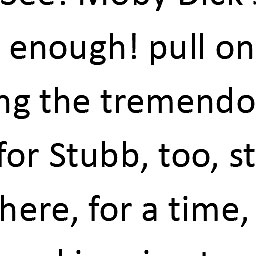 See! Moby Dick s
enough! pull on
ng the tremendo
for Stubb, too, st
here, for a time,